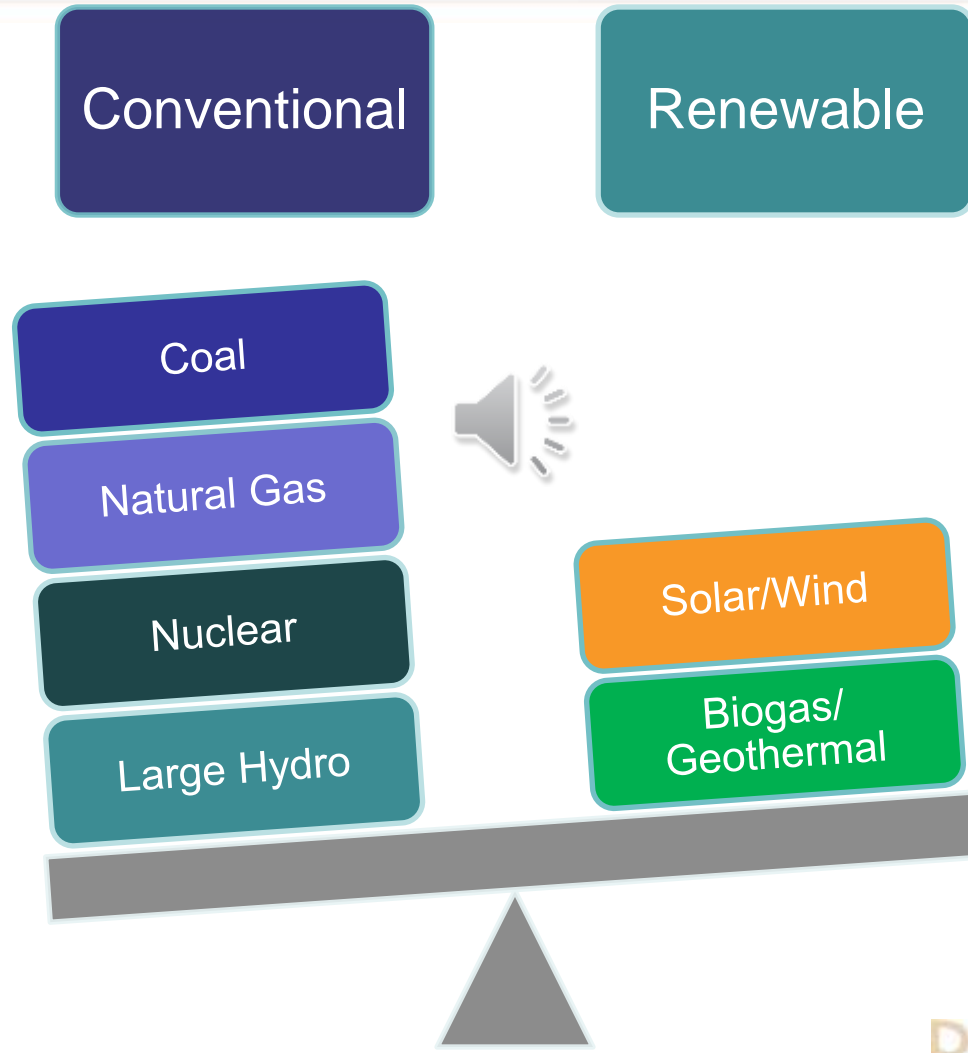 Conventional
Renewable
Coal
Natural Gas
Nuclear
Large Hydro
Solar/Wind
Biogas/
Geothermal
D